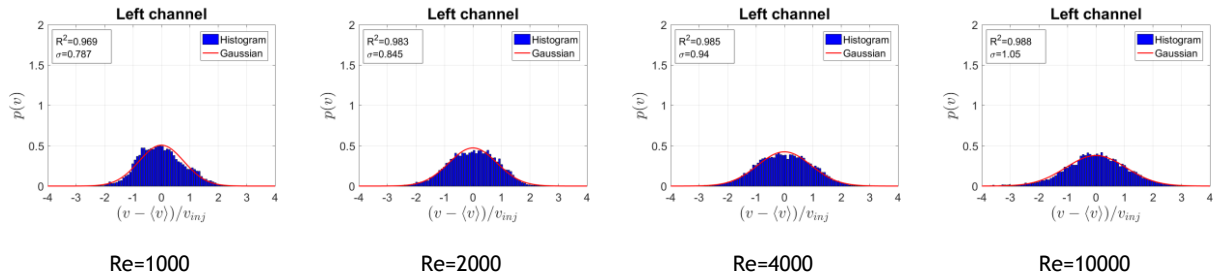 Left channel
R²=0.969
σ=0.787
Histogram
Gaussian
2
1.5
1
0.5
0
p(v)
-4 -3 -2 -1 0 1 2 3 4
(v − ⟨v⟩)/v_inj
Re=1000
Left channel
R²=0.983
σ=0.845
Histogram
Gaussian
2
1.5
1
0.5
0
p(v)
-4 -3 -2 -1 0 1 2 3 4
(v − ⟨v⟩)/v_inj
Re=2000
Left channel
R²=0.985
σ=0.94
Histogram
Gaussian
2
1.5
1
0.5
0
p(v)
-4 -3 -2 -1 0 1 2 3 4
(v − ⟨v⟩)/v_inj
Re=4000
Left channel
R²=0.988
σ=1.05
Histogram
Gaussian
2
1.5
1
0.5
0
p(v)
-4 -3 -2 -1 0 1 2 3 4
(v − ⟨v⟩)/v_inj
Re=10000